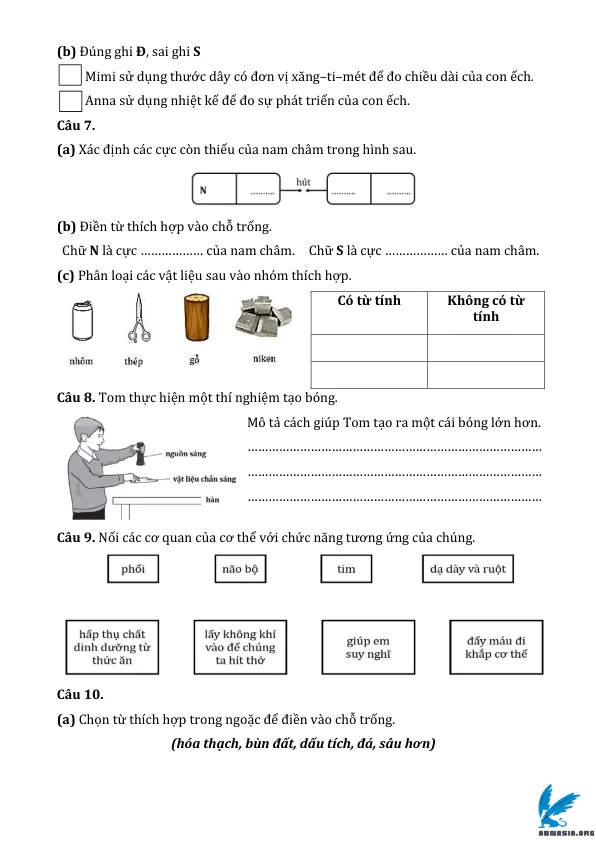 (b) Đúng ghi Đ, sai ghi S
Mimi sử dụng thước dây có đơn vị xăng–ti–mét để đo chiều dài của con ếch.
Anna sử dụng nhiệt kế để đo sự phát triển của con ếch.
Câu 7.
(a) Xác định các cực còn thiếu của nam châm trong hình sau.
N .......... hút .......... ..........
(b) Điền từ thích hợp vào chỗ trống.
Chữ N là cực ……………… của nam châm. Chữ S là cực ……………… của nam châm.
(c) Phân loại các vật liệu sau vào nhóm thích hợp.
nhôm thép gỗ niken
Có từ tính Không có từ tính
Câu 8. Tom thực hiện một thí nghiệm tạo bóng.
Mô tả cách giúp Tom tạo ra một cái bóng lớn hơn.
…………………………………………………………………………
…………………………………………………………………………
…………………………………………………………………………
nguồn sáng
vật liệu chắn sáng
bàn
Câu 9. Nối các cơ quan của cơ thể với chức năng tương ứng của chúng.
phổi não bộ tim dạ dày và ruột
hấp thụ chất dinh dưỡng từ thức ăn
lấy không khí vào để chúng ta hít thở
giúp em suy nghĩ
đẩy máu đi khắp cơ thể
Câu 10.
(a) Chọn từ thích hợp trong ngoặc để điền vào chỗ trống.
(hóa thạch, bùn đất, dấu tích, đá, sâu hơn)
ABMASIA.ORG